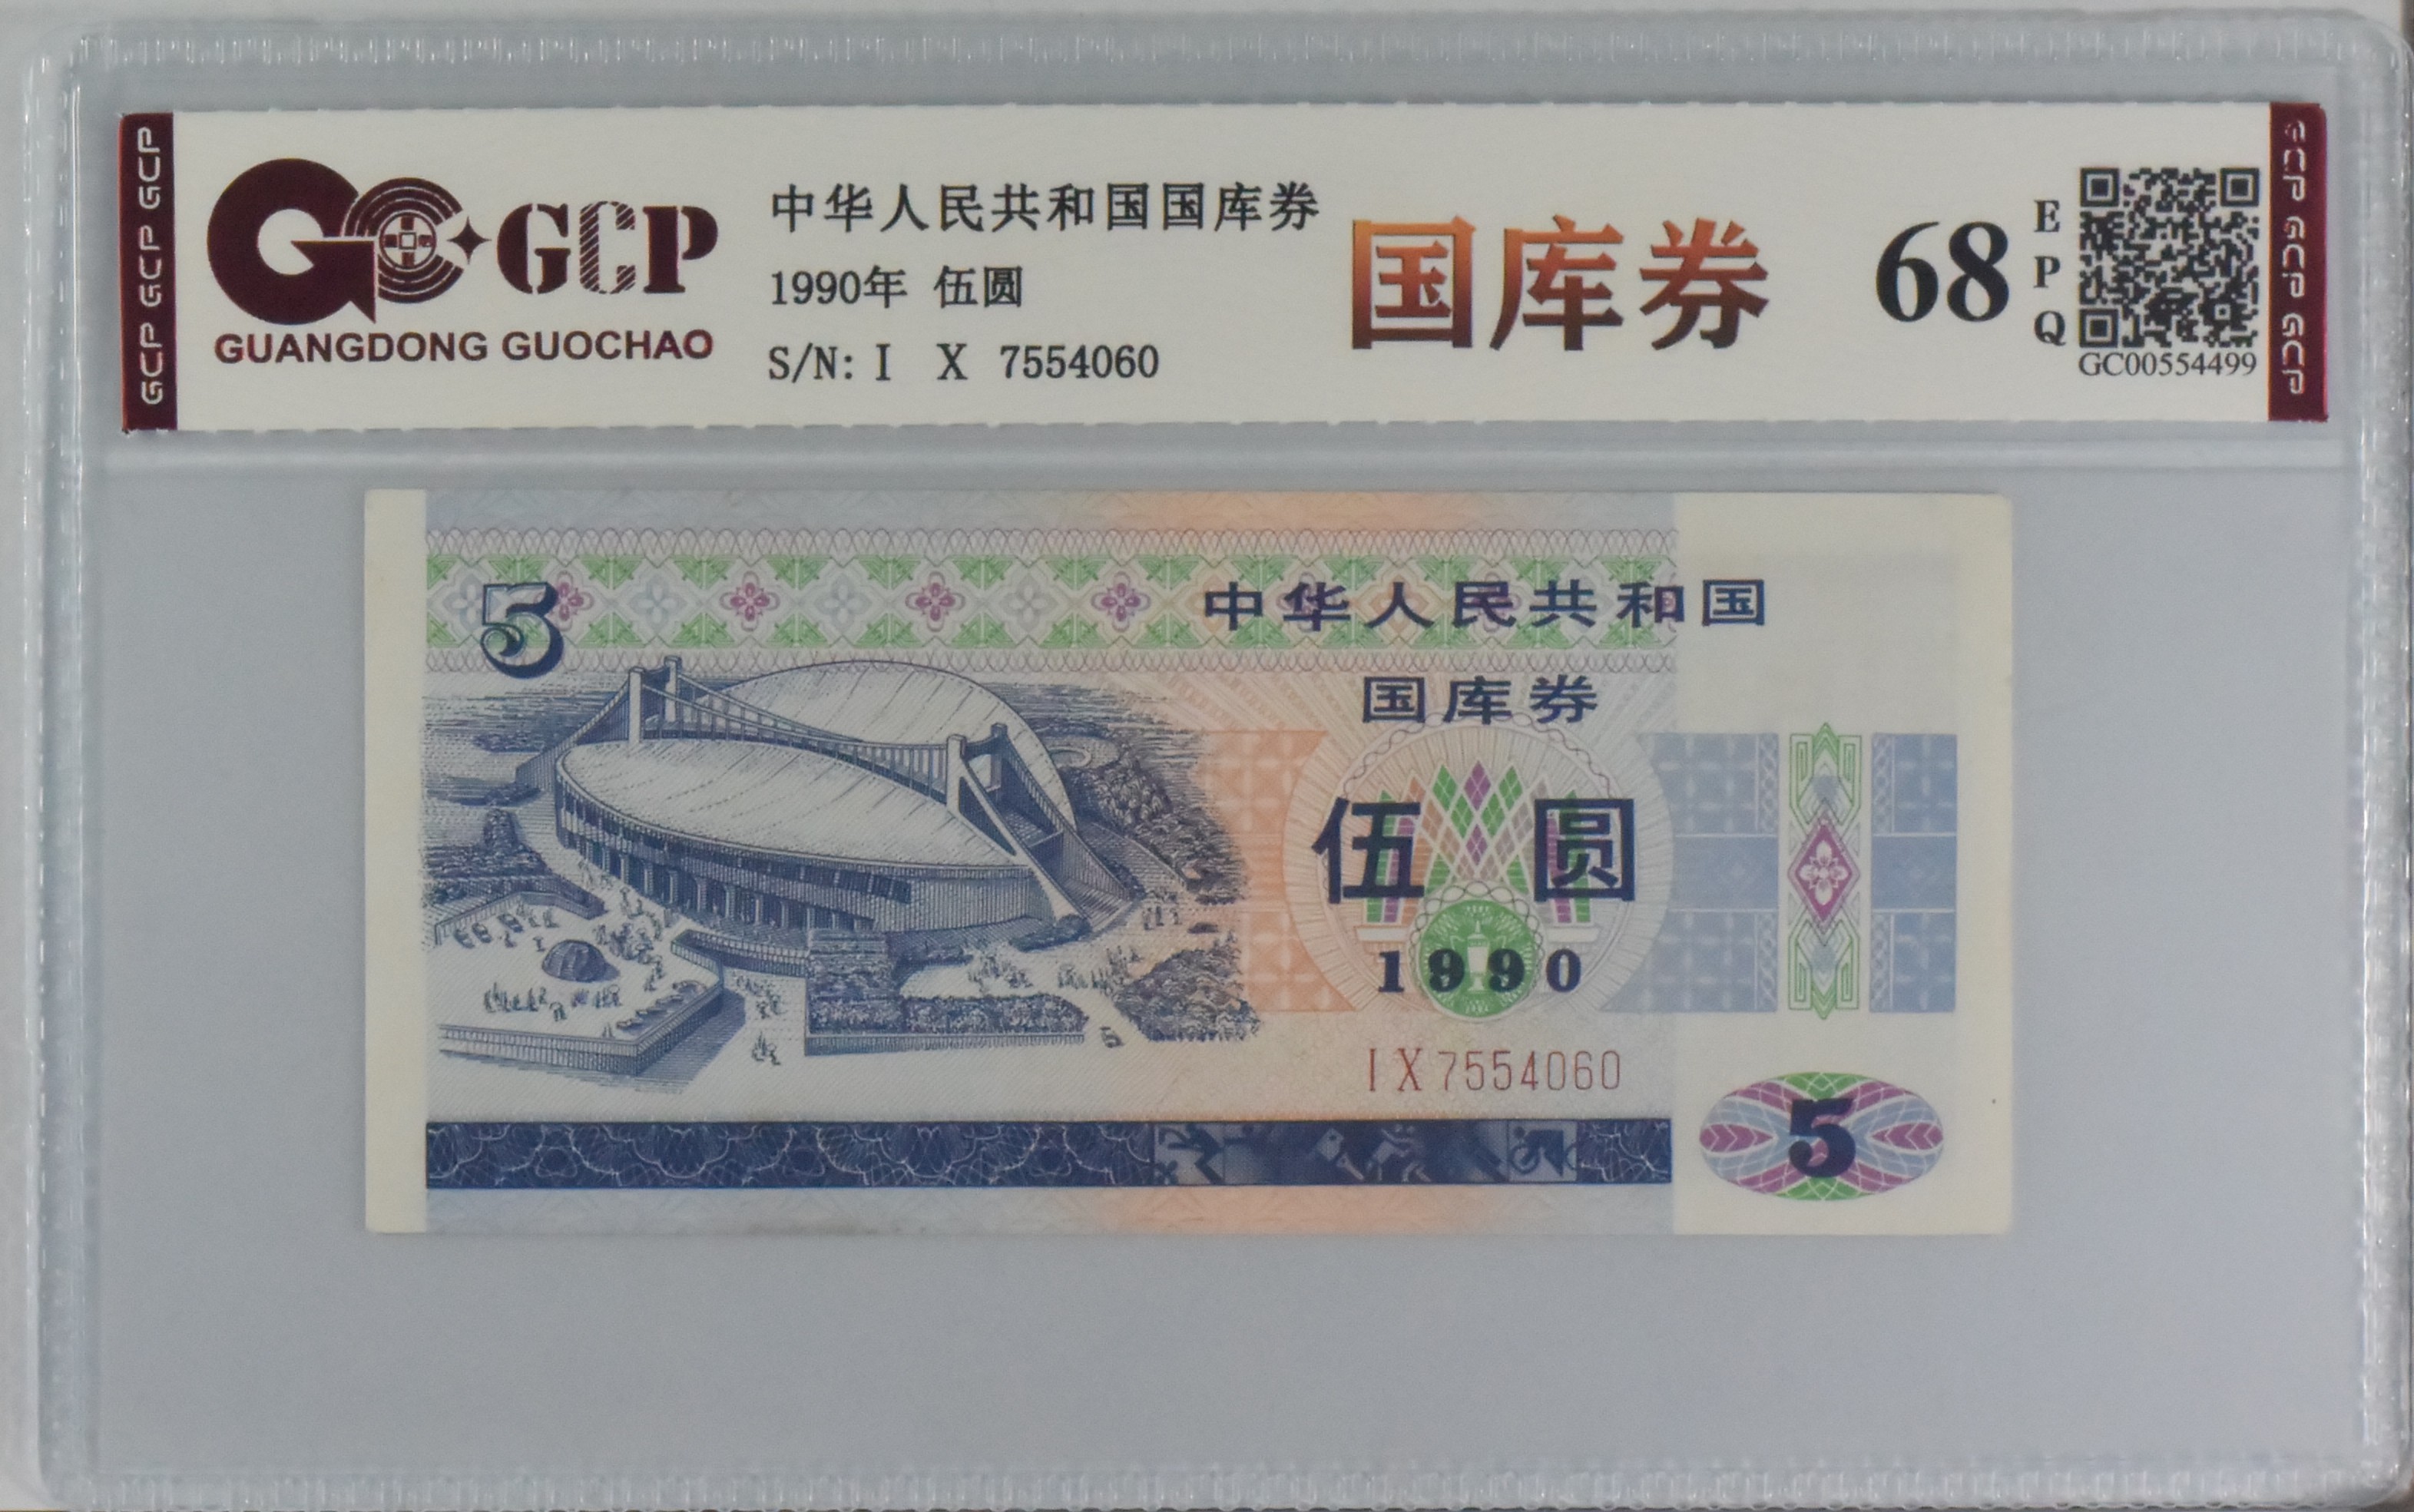 GCP GCP GCP
GCP
GUANGDONG GUOCHAO
中华人民共和国国库券
1990年 伍圆
S/N: I X 7554060
国库券
68
EPQ
GC00554499
GCP GCP GCP
5
中华人民共和国
国库券
伍圆
1990
IX7554060
5